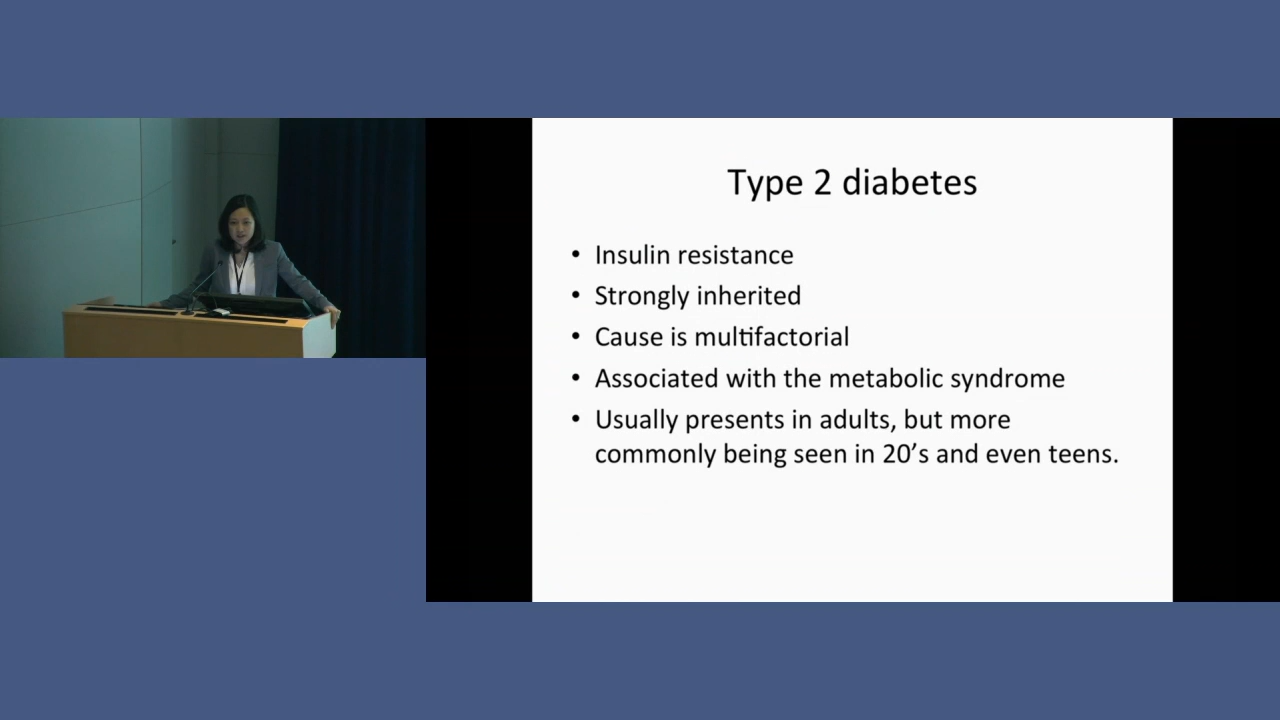 Type 2 diabetes
• Insulin resistance
• Strongly inherited
• Cause is multifactorial
• Associated with the metabolic syndrome
• Usually presents in adults, but more
commonly being seen in 20’s and even teens.